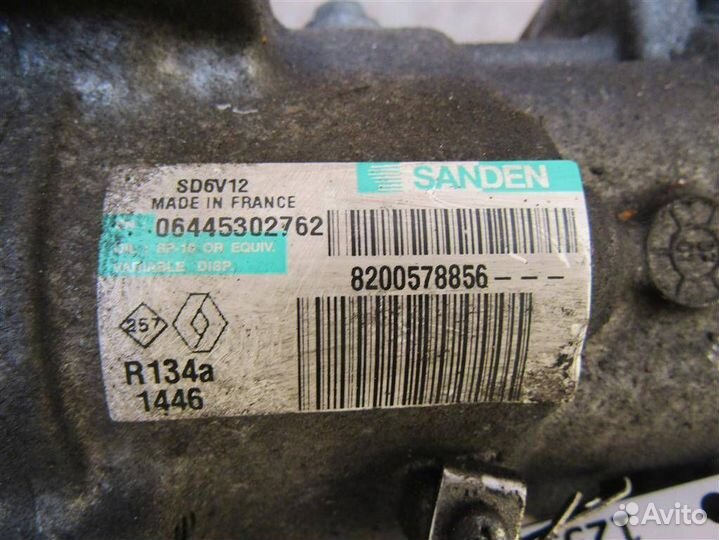 SANDEN
SD6V12
MADE IN FRANCE
06445302762
OIL : SP-10 OR EQUIV.
VARIABLE DISP.
8200578856---
257
R134a
1446
Avito